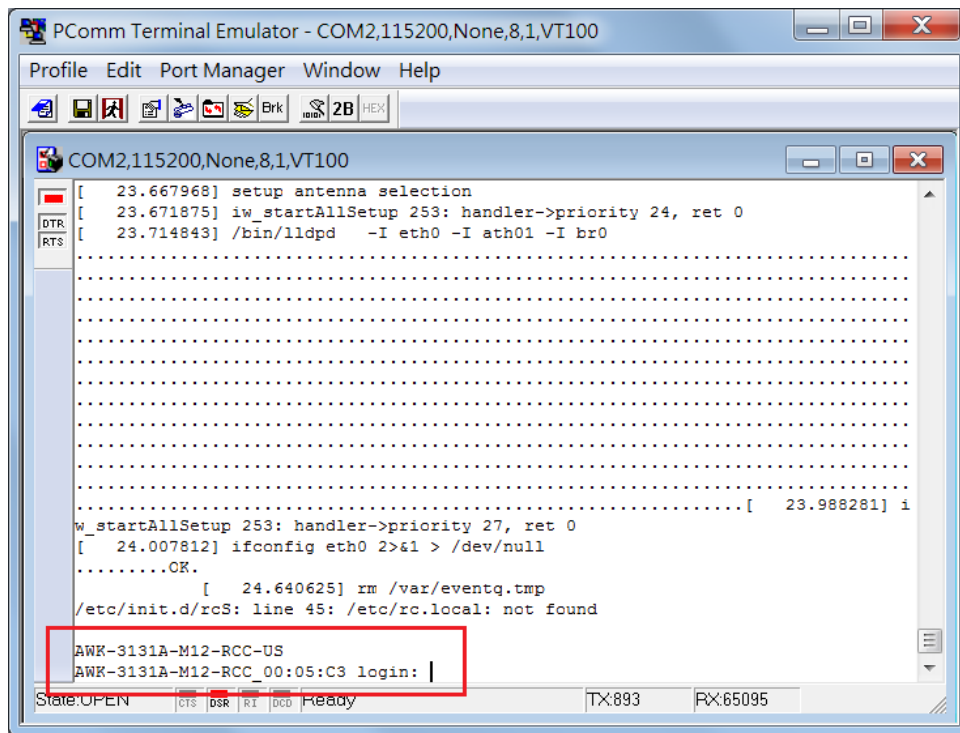 PComm Terminal Emulator - COM2,115200,None,8,1,VT100
Profile Edit Port Manager Window Help
Brk 2B HEX
COM2,115200,None,8,1,VT100
DTR
RTS
[   23.667968] setup antenna selection
[   23.671875] iw_startAllSetup 253: handler->priority 24, ret 0
[   23.714843] /bin/lldpd   -I eth0 -I ath01 -I br0
................................................................................
................................................................................
................................................................................
................................................................................
................................................................................
................................................................................
................................................................................
................................................................................
................................................................................
................................................................................
................................................................................
................................................................................
................................................................[   23.988281] i
w_startAllSetup 253: handler->priority 27, ret 0
[   24.007812] ifconfig eth0 2>&1 > /dev/null
.........OK.
[   24.640625] rm /var/eventq.tmp
/etc/init.d/rcS: line 45: /etc/rc.local: not found
AWK-3131A-M12-RCC-US
AWK-3131A-M12-RCC_00:05:C3 login:
State:OPEN CTS DSR RI DCD Ready TX:893 RX:65095